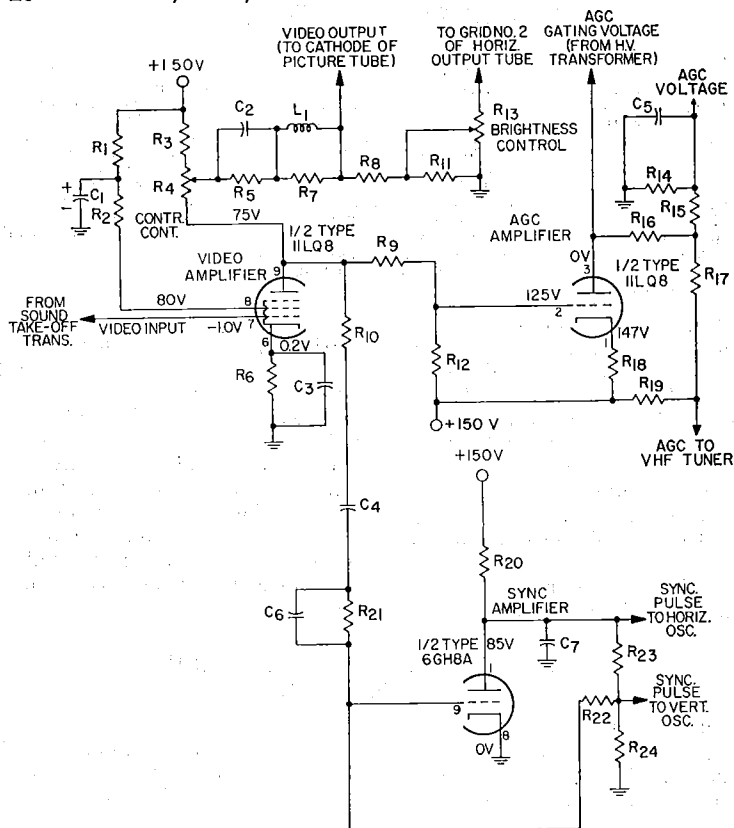 VIDEO OUTPUT
(TO CATHODE OF
PICTURE TUBE)
TO GRID NO. 2
OF HORIZ.
OUTPUT TUBE
AGC
GATING VOLTAGE
(FROM H.V.
TRANSFORMER)
AGC
VOLTAGE
+150V
C2
L1
R13
BRIGHTNESS
CONTROL
C5
R1
R3
R4
R5
R7
R8
R11
R14
R15
C1
+
-
R2
CONTR.
CONT.
75V
1/2 TYPE
11LQ8
VIDEO
AMPLIFIER
9
R9
AGC
AMPLIFIER
R16
0V
3
1/2 TYPE
11LQ8
R17
FROM
SOUND
TAKE-OFF
TRANS.
80V
8
VIDEO INPUT
-1.0V
7
6
0.2V
R10
125V
2
147V
1
R6
C3
R12
R18
R19
+150 V
AGC TO
VHF TUNER
+150V
C4
R20
SYNC
AMPLIFIER
SYNC.
PULSE
TO HORIZ.
OSC.
C6
R21
1/2 TYPE
6GH8A
85V
1
C7
R23
9
8
0V
R22
SYNC.
PULSE
TO VERT.
OSC.
R24